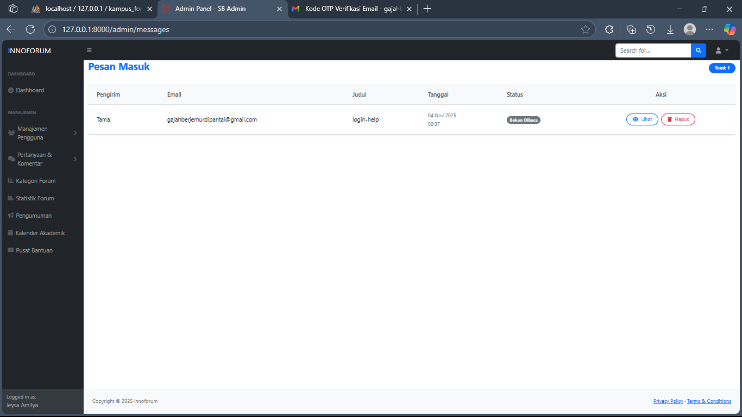 localhost / 127.0.0.1 / kampus_for
Admin Panel - SB Admin
Kode OTP Verifikasi Email - gajah
127.0.0.1:8000/admin/messages
INNOFORUM
Search for...
DASHBOARD
Dashboard
MANAJEMEN
Manajemen
Pengguna
Pertanyaan &
Komentar
Kategori Forum
Statistik Forum
Pengumuman
Kalender Akademik
Pusat Bantuan
Logged in as:
Pesan Masuk
Total: 1
Pengirim Email Judul Tanggal Status Aksi
Tama gajahberjemurdipantai@gmail.com login-help 04 Nov 2025
02:37
Belum Dibaca Lihat Hapus
Copyright © 2025 Innoforum
Privacy Policy · Terms & Conditions